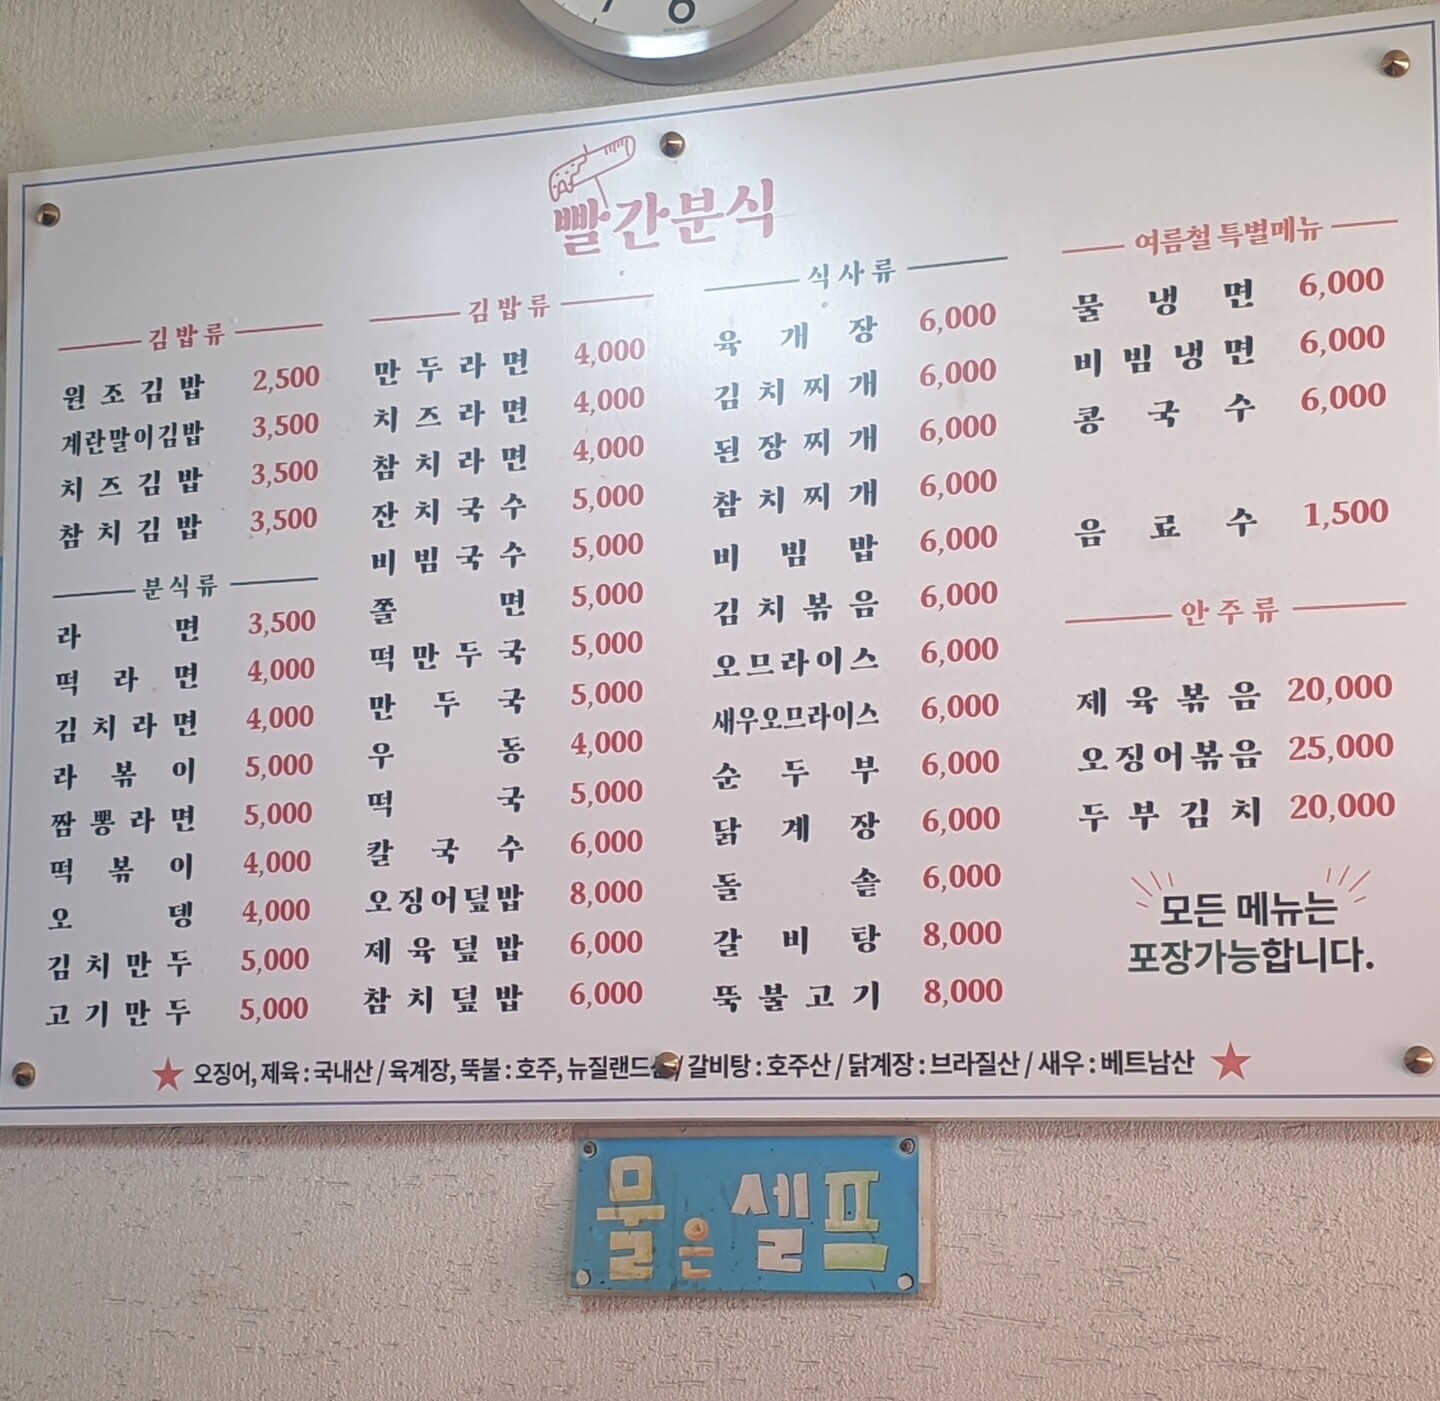 빨간분식
김밥류
원조김밥 2,500
계란말이김밥 3,500
치즈김밥 3,500
참치김밥 3,500
분식류
라면 3,500
떡라면 4,000
김치라면 4,000
라볶이 5,000
짬뽕라면 5,000
떡볶이 4,000
오뎅 4,000
김치만두 5,000
고기만두 5,000
김밥류
만두라면 4,000
치즈라면 4,000
참치라면 4,000
잔치국수 5,000
비빔국수 5,000
쫄면 5,000
떡만두국 5,000
만두국 5,000
우동 4,000
떡국 5,000
칼국수 6,000
오징어덮밥 8,000
제육덮밥 6,000
참치덮밥 6,000
식사류
육개장 6,000
김치찌개 6,000
된장찌개 6,000
참치찌개 6,000
비빔밥 6,000
김치볶음 6,000
오므라이스 6,000
새우오므라이스 6,000
순두부 6,000
닭계장 6,000
돌솥 6,000
갈비탕 8,000
뚝불고기 8,000
여름철 특별메뉴
물냉면 6,000
비빔냉면 6,000
콩국수 6,000
음료수 1,500
안주류
제육볶음 20,000
오징어볶음 25,000
두부김치 20,000
모든 메뉴는
포장가능합니다.
★ 오징어, 제육 : 국내산 / 육계장, 뚝불 : 호주, 뉴질랜드산 / 갈비탕 : 호주산 / 닭계장 : 브라질산 / 새우 : 베트남산 ★
물은 셀프